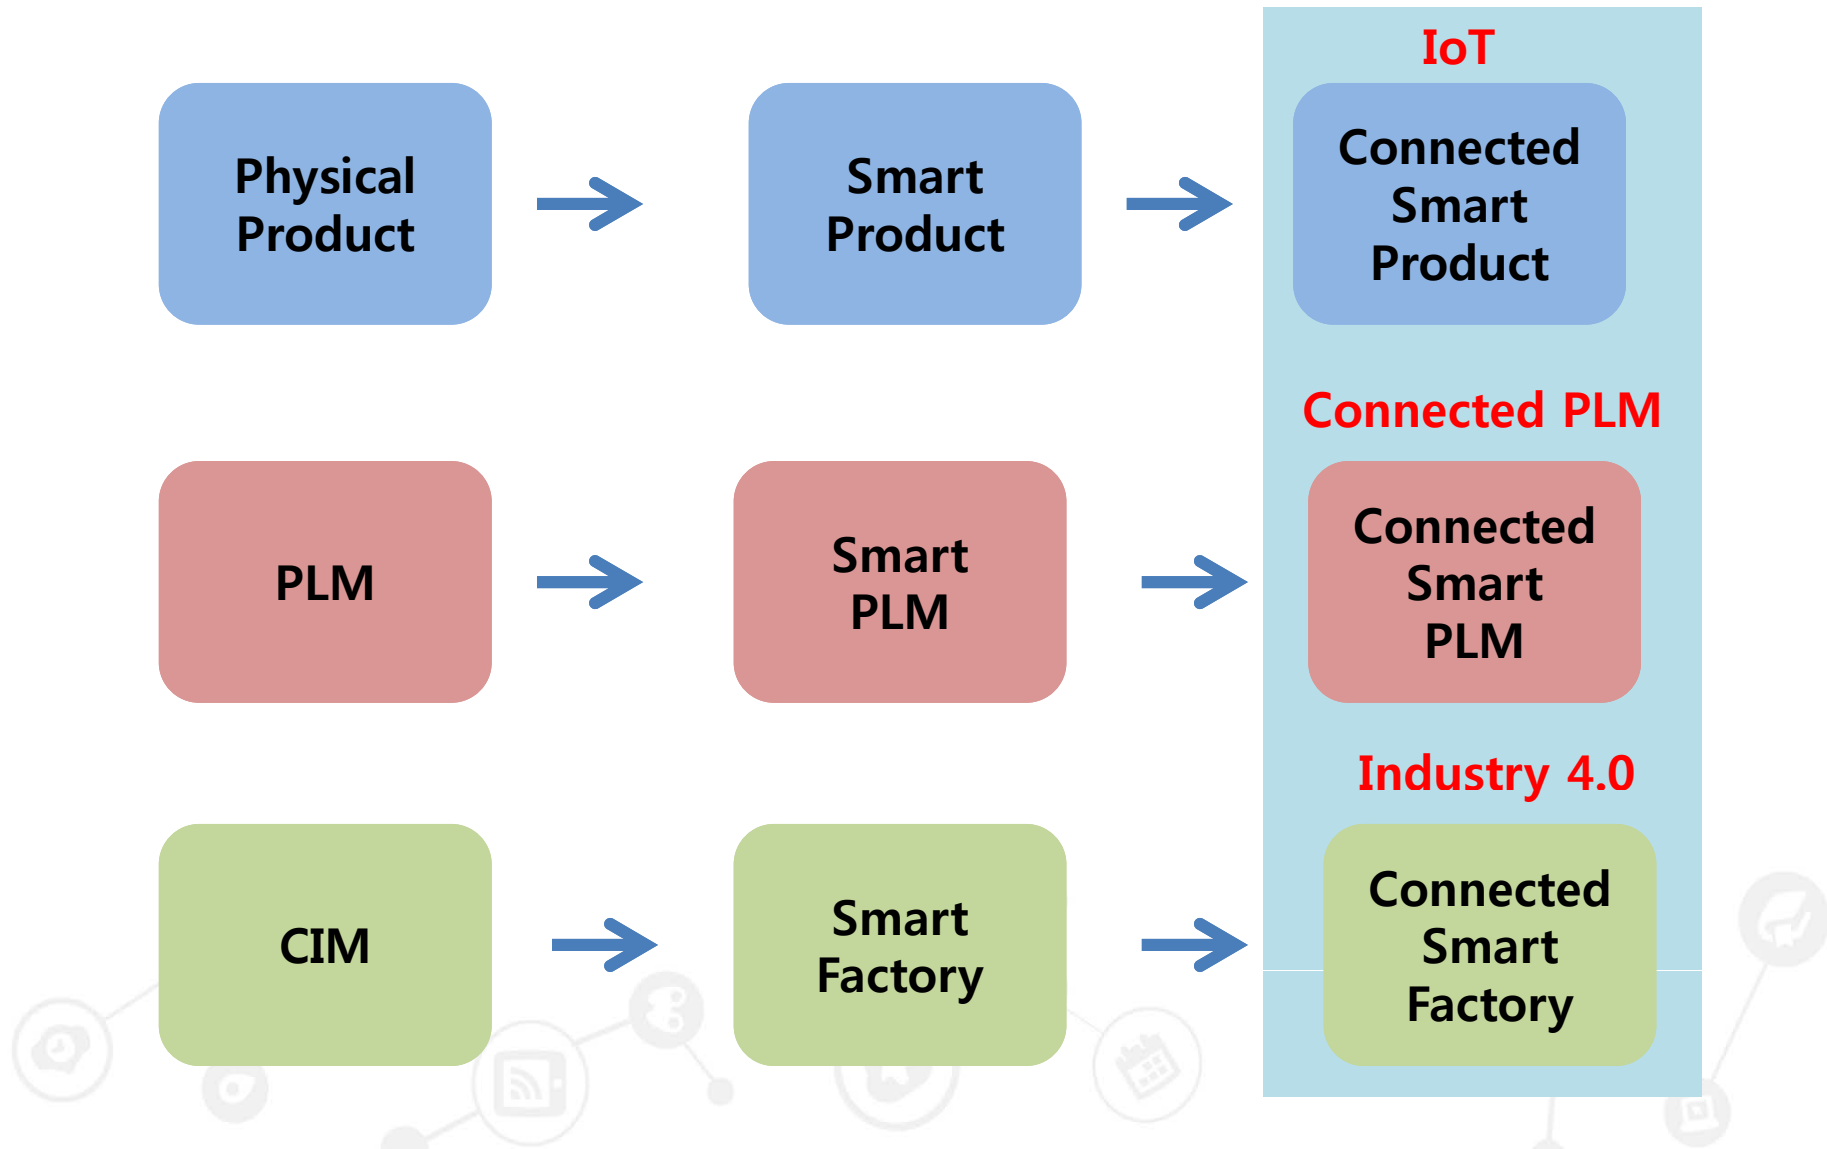 IoT
Physical
Product
Smart
Product
Connected
Smart
Product
Connected PLM
PLM
Smart
PLM
Connected
Smart
PLM
Industry 4.0
CIM
Smart
Factory
Connected
Smart
Factory